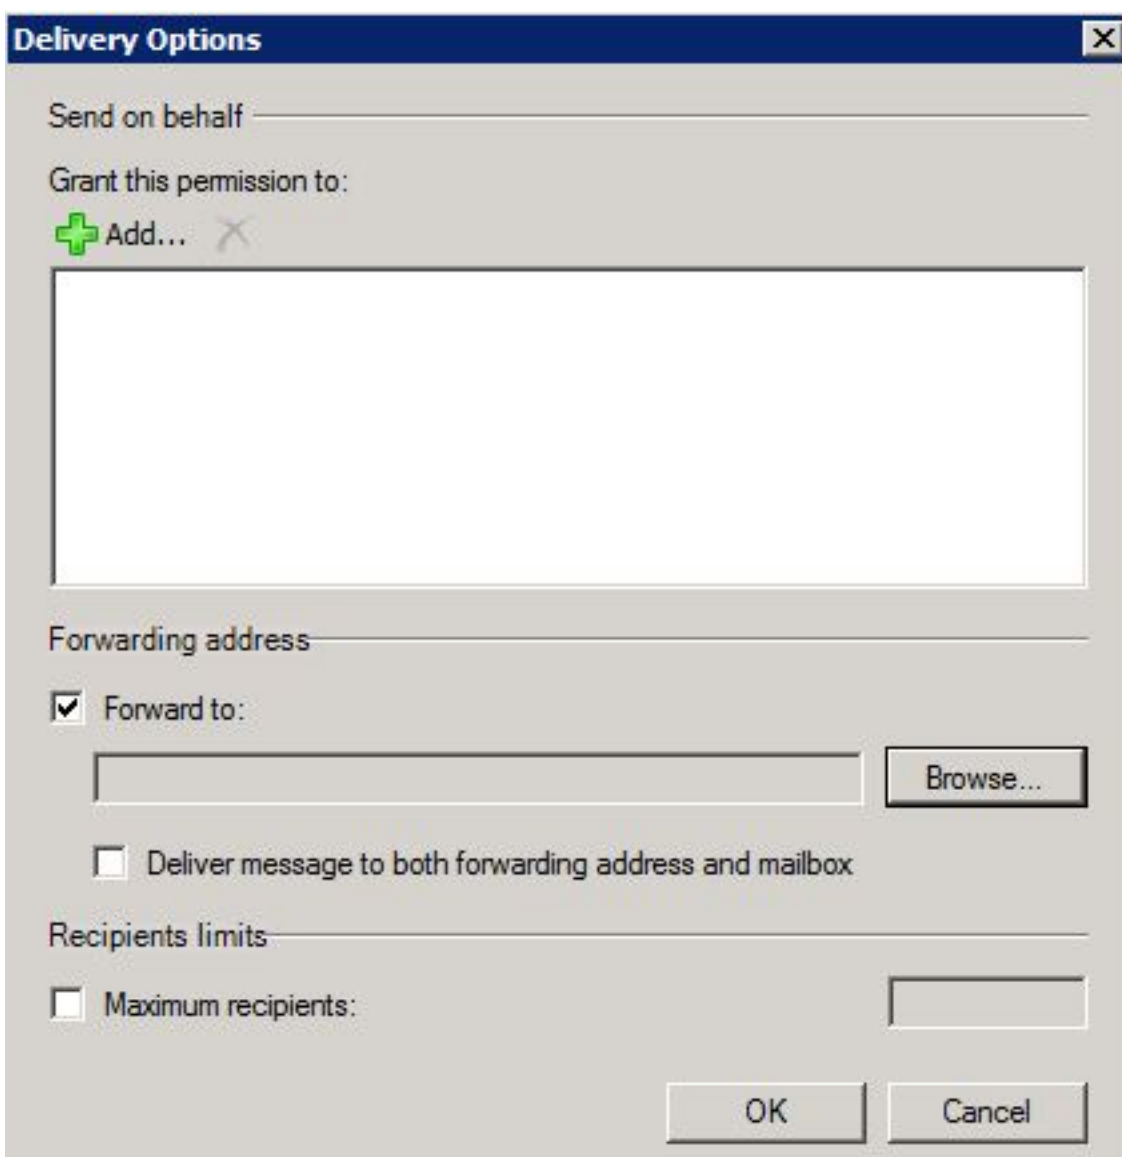 Delivery Options
Send on behalf
Grant this permission to:
Add...
Forwarding address
Forward to:
Browse...
Deliver message to both forwarding address and mailbox
Recipients limits
Maximum recipients:
OK Cancel